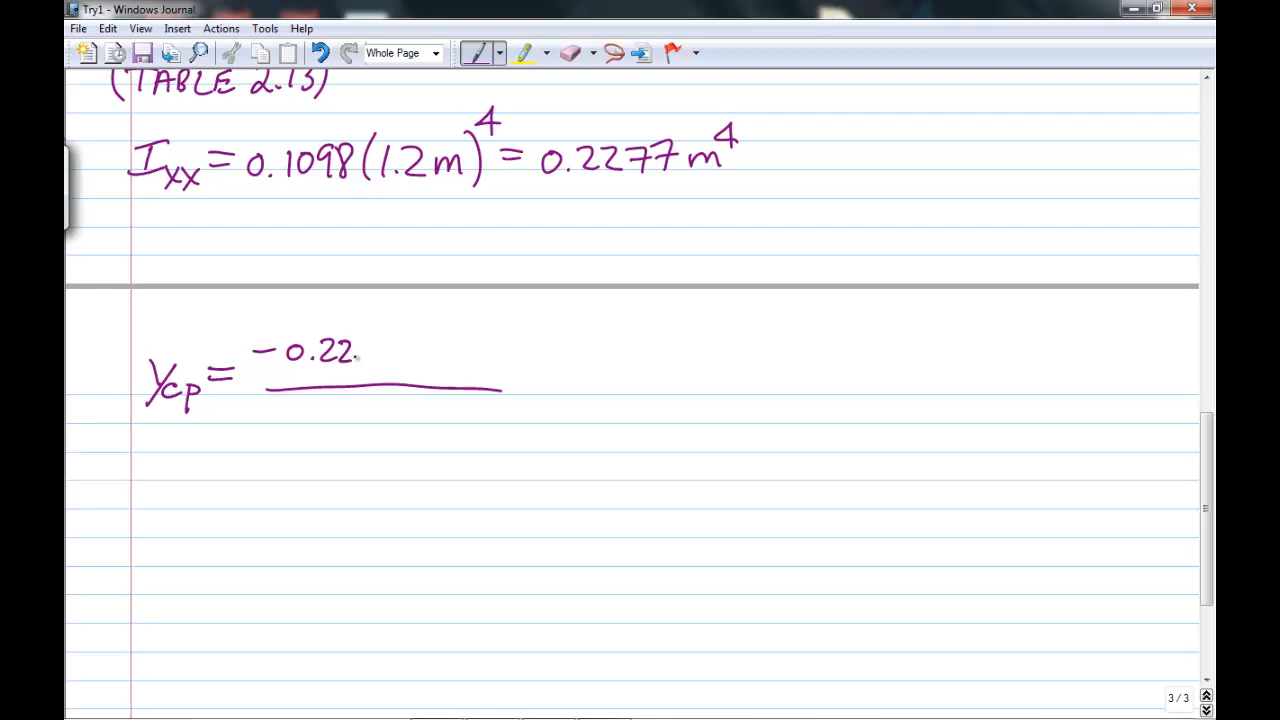 Try1 - Windows Journal
File Edit View Insert Actions Tools Help
Whole Page
(TABLE 2.13)
Ixx = 0.1098(1.2m)^4 = 0.2277 m^4
ycp = -0.22
3 / 3